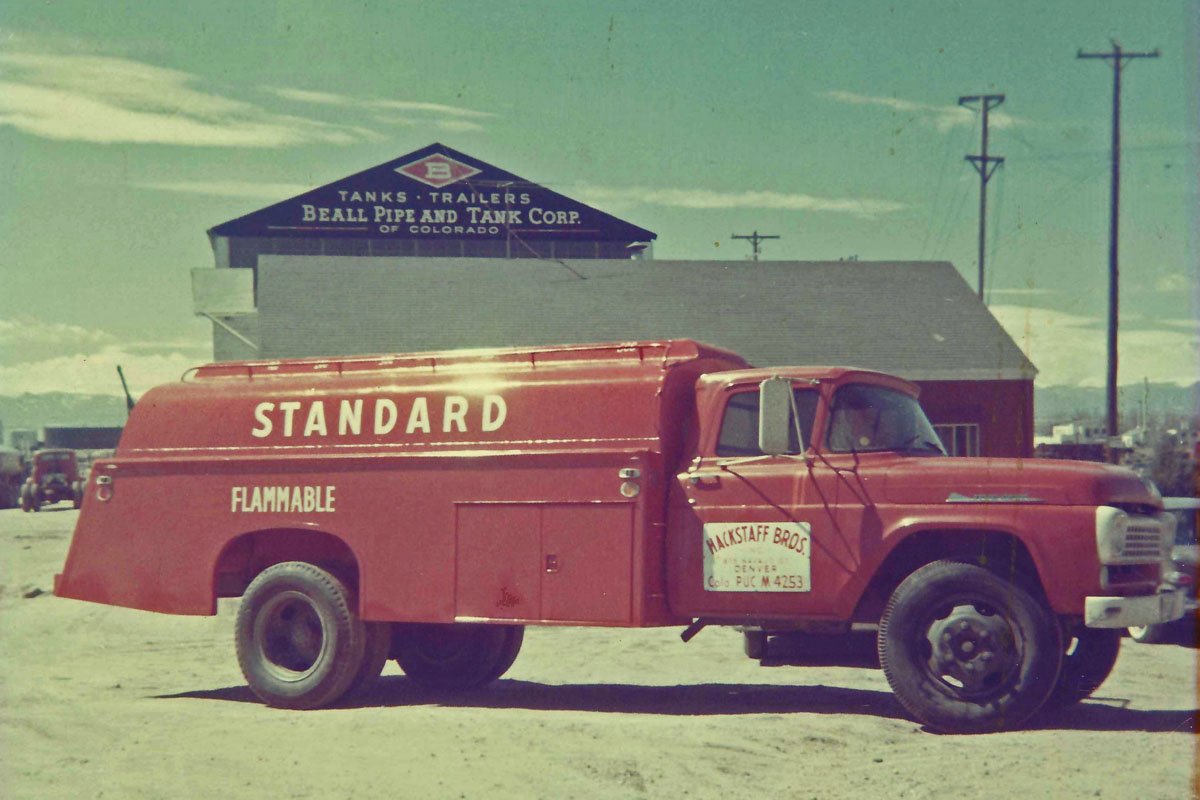 B
TANKS · TRAILERS
BEALL PIPE AND TANK CORP.
OF COLORADO
STANDARD
FLAMMABLE
HACKSTAFF BROS.
DENVER
Colo PUC M 4253